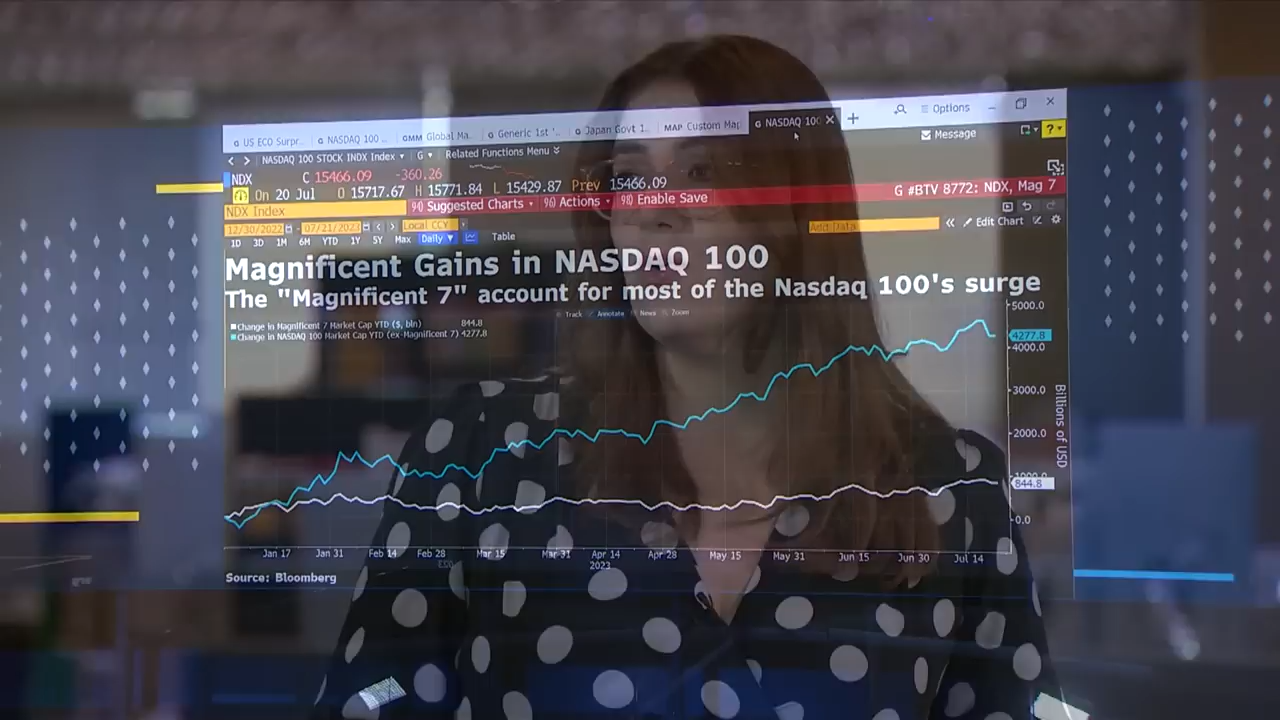 G US ECO Surpr.. G NASDAQ 100 ... GMM Global Ma.. G Generic 1st '.. G Japan Govt 1.. MAP Custom Map G NASDAQ 100 × + Options
NASDAQ 100 STOCK INDX Index G Related Functions Menu Message
NDX C 15466.09 -360.26
On 20 Jul O 15717.67 H 15771.84 L 15429.87 Prev 15466.09
NDX Index 94) Suggested Charts 96) Actions 98) Enable Save G #BTV 8772: NDX, Mag 7
12/30/2022 - 07/21/2023 Local CCY Add Data « Edit Chart
1D 3D 1M 6M YTD 1Y 5Y Max Daily Table
Magnificent Gains in NASDAQ 100
The "Magnificent 7" account for most of the Nasdaq 100's surge
Track Annotate News Zoom
Change in Magnificent 7 Market Cap YTD ($, bln) 844.8
Change in NASDAQ 100 Market Cap YTD (ex-Magnificent 7) 4277.8
5000.0
4277.8
4000.0
3000.0
2000.0
1000.0
844.8
0.0
Billions of USD
Jan 17 Jan 31 Feb 14 Feb 28 Mar 15 Mar 31 Apr 14 Apr 28 May 15 May 31 Jun 15 Jun 30 Jul 14
2023
Source: Bloomberg